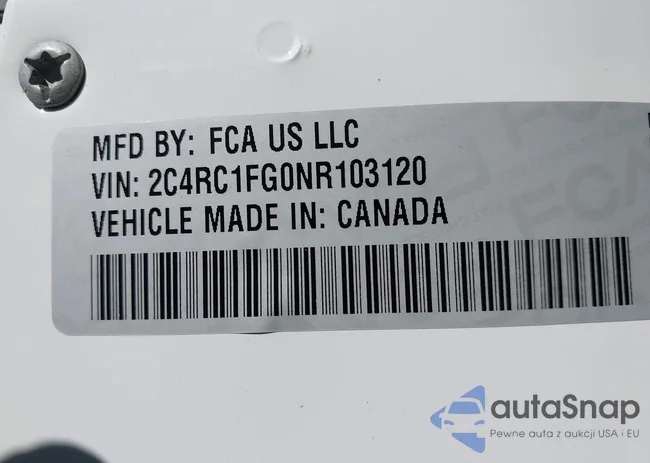 MFD BY: FCA US LLC
VIN: 2C4RC1FG0NR103120
VEHICLE MADE IN: CANADA
autaSnap
Pewne auta z aukcji USA i EU